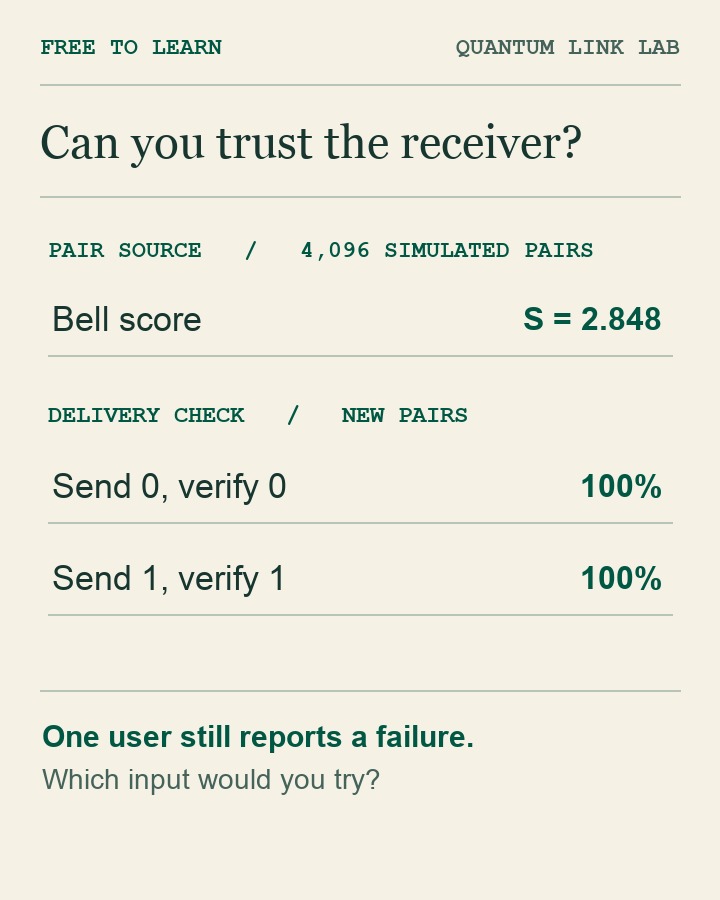 FREE TO LEARN
QUANTUM LINK LAB
Can you trust the receiver?
PAIR SOURCE / 4,096 SIMULATED PAIRS
Bell score S = 2.848
DELIVERY CHECK / NEW PAIRS
Send 0, verify 0 100%
Send 1, verify 1 100%
One user still reports a failure.
Which input would you try?